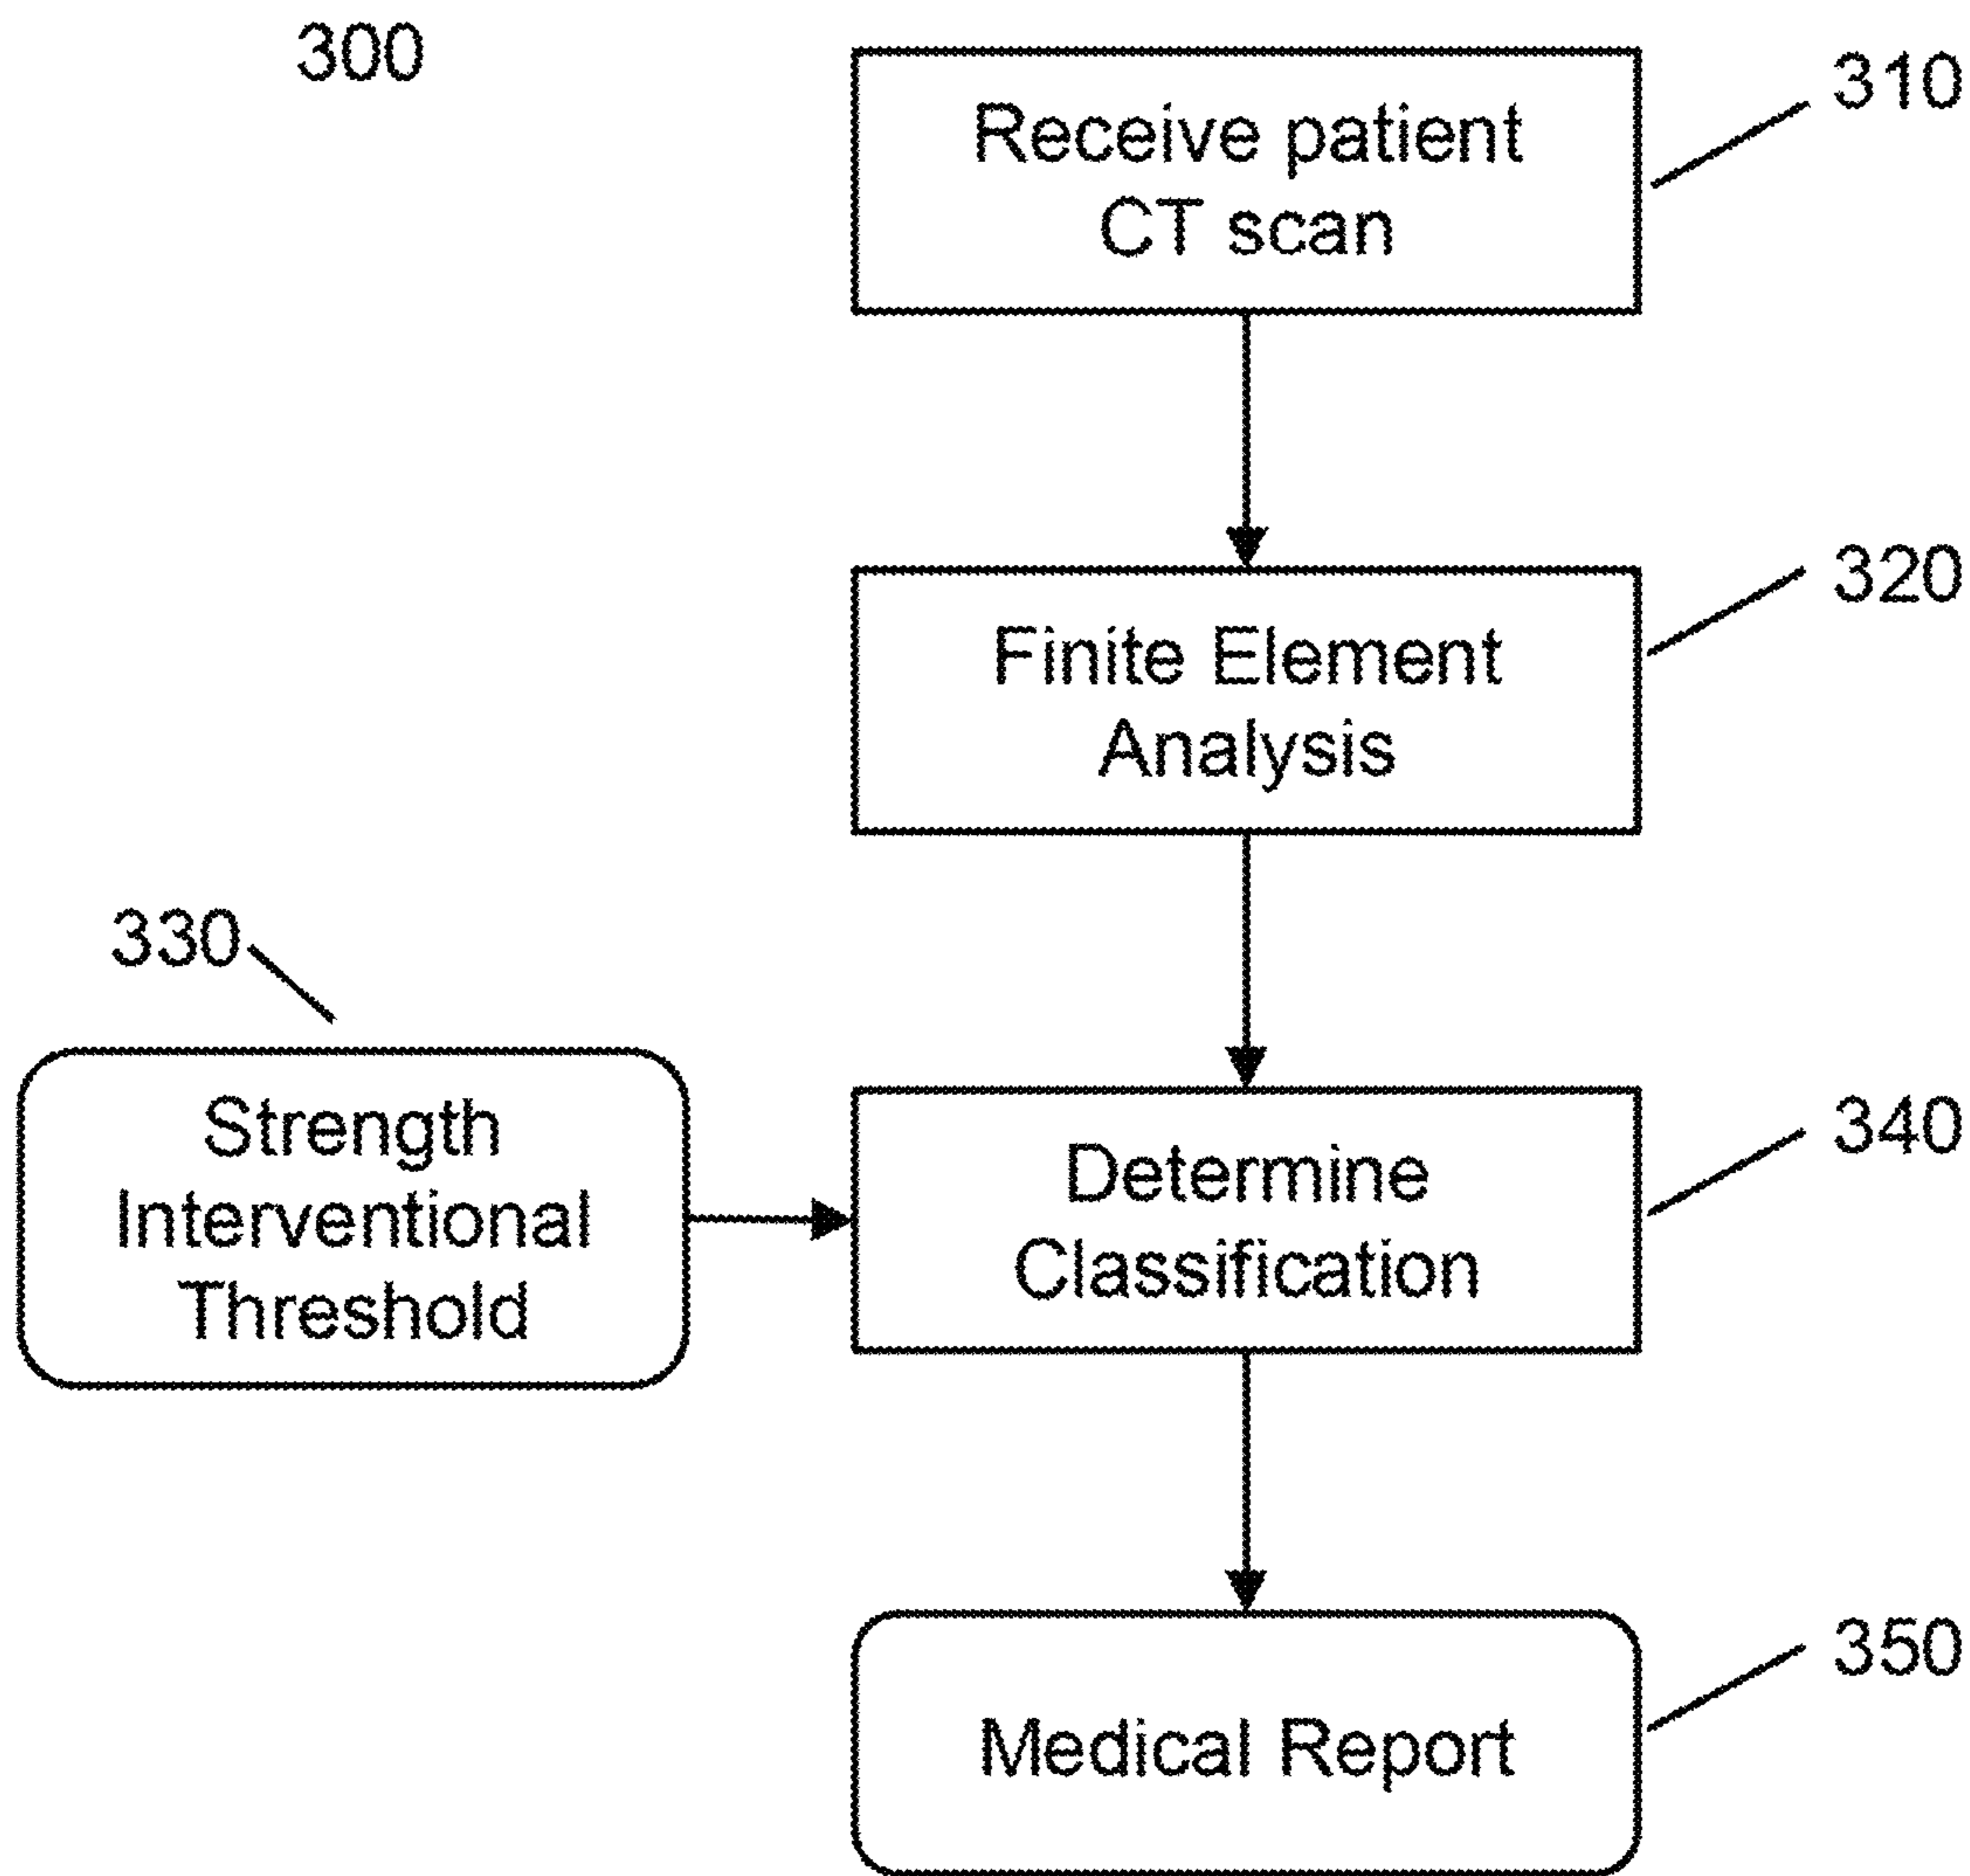 300
310
Receive patient
CT scan
320
Finite Element
Analysis
330
Strength
Interventional
Threshold
340
Determine
Classification
350
Medical Report